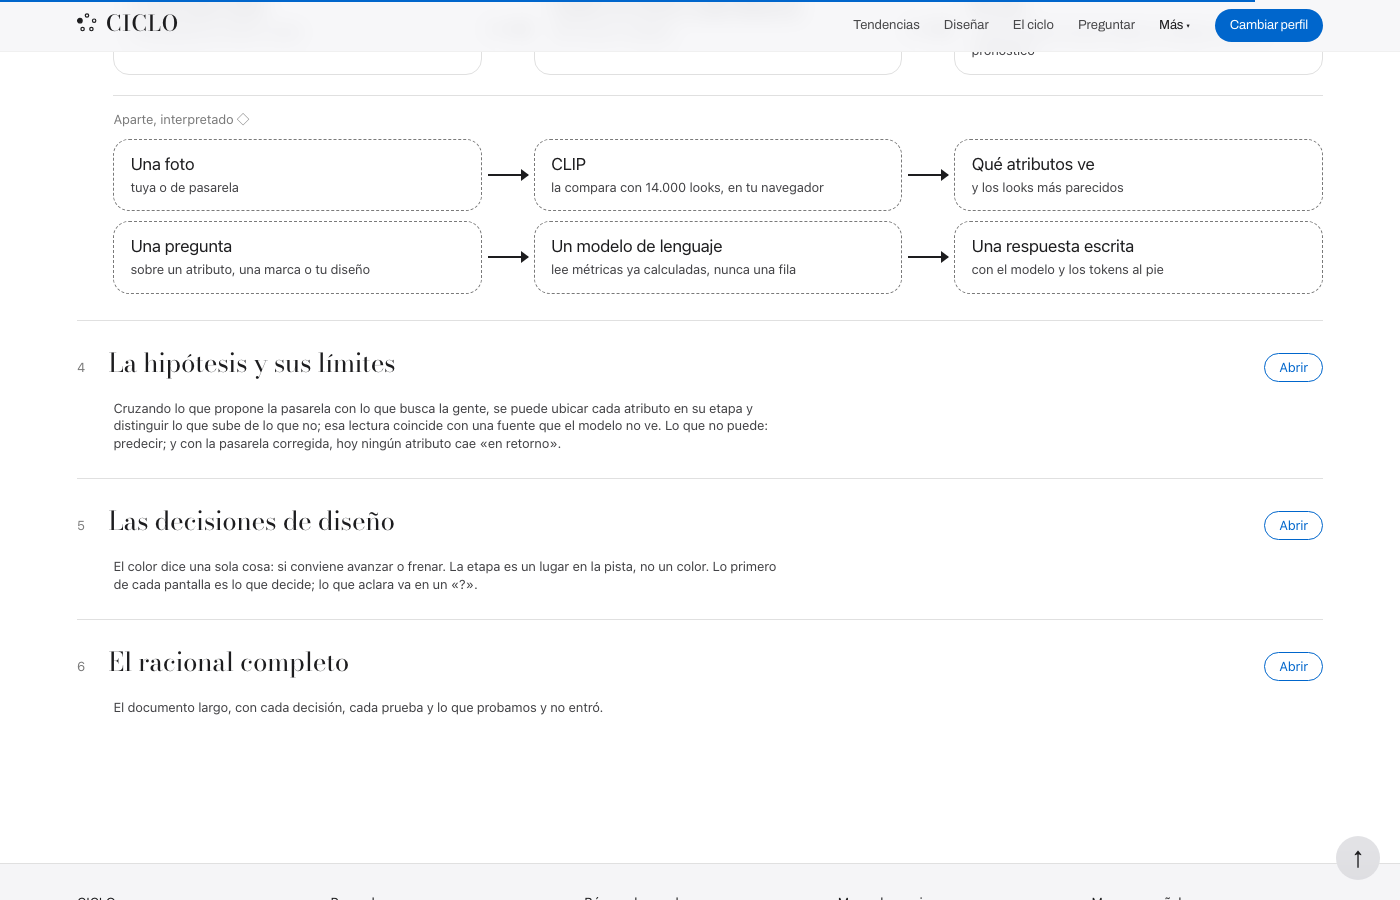 CICLO
Tendencias
Diseñar
El ciclo
Preguntar
Más
Cambiar perfil
pronóstico
Aparte, interpretado
Una foto
tuya o de pasarela
CLIP
la compara con 14.000 looks, en tu navegador
Qué atributos ve
y los looks más parecidos
Una pregunta
sobre un atributo, una marca o tu diseño
Un modelo de lenguaje
lee métricas ya calculadas, nunca una fila
Una respuesta escrita
con el modelo y los tokens al pie
4
La hipótesis y sus límites
Abrir
Cruzando lo que propone la pasarela con lo que busca la gente, se puede ubicar cada atributo en su etapa y
distinguir lo que sube de lo que no; esa lectura coincide con una fuente que el modelo no ve. Lo que no puede:
predecir; y con la pasarela corregida, hoy ningún atributo cae «en retorno».
5
Las decisiones de diseño
Abrir
El color dice una sola cosa: si conviene avanzar o frenar. La etapa es un lugar en la pista, no un color. Lo primero
de cada pantalla es lo que decide; lo que aclara va en un «?».
6
El racional completo
Abrir
El documento largo, con cada decisión, cada prueba y lo que probamos y no entró.
CICLO